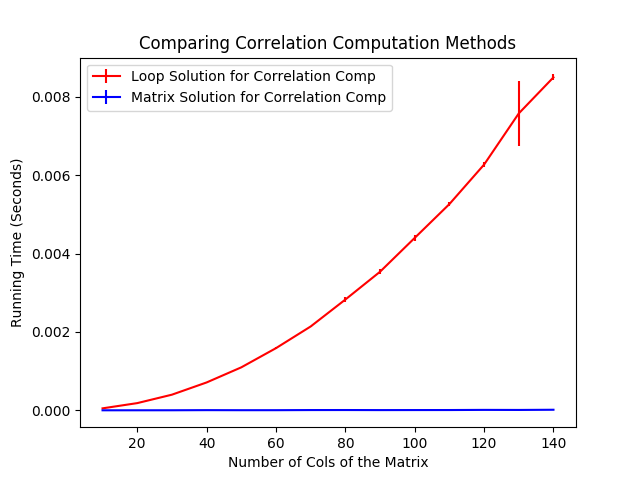 Comparing Correlation Computation Methods
Loop Solution for Correlation Comp
Matrix Solution for Correlation Comp
Running Time (Seconds)
0.008
0.006
0.004
0.002
0.000
20 40 60 80 100 120 140
Number of Cols of the Matrix